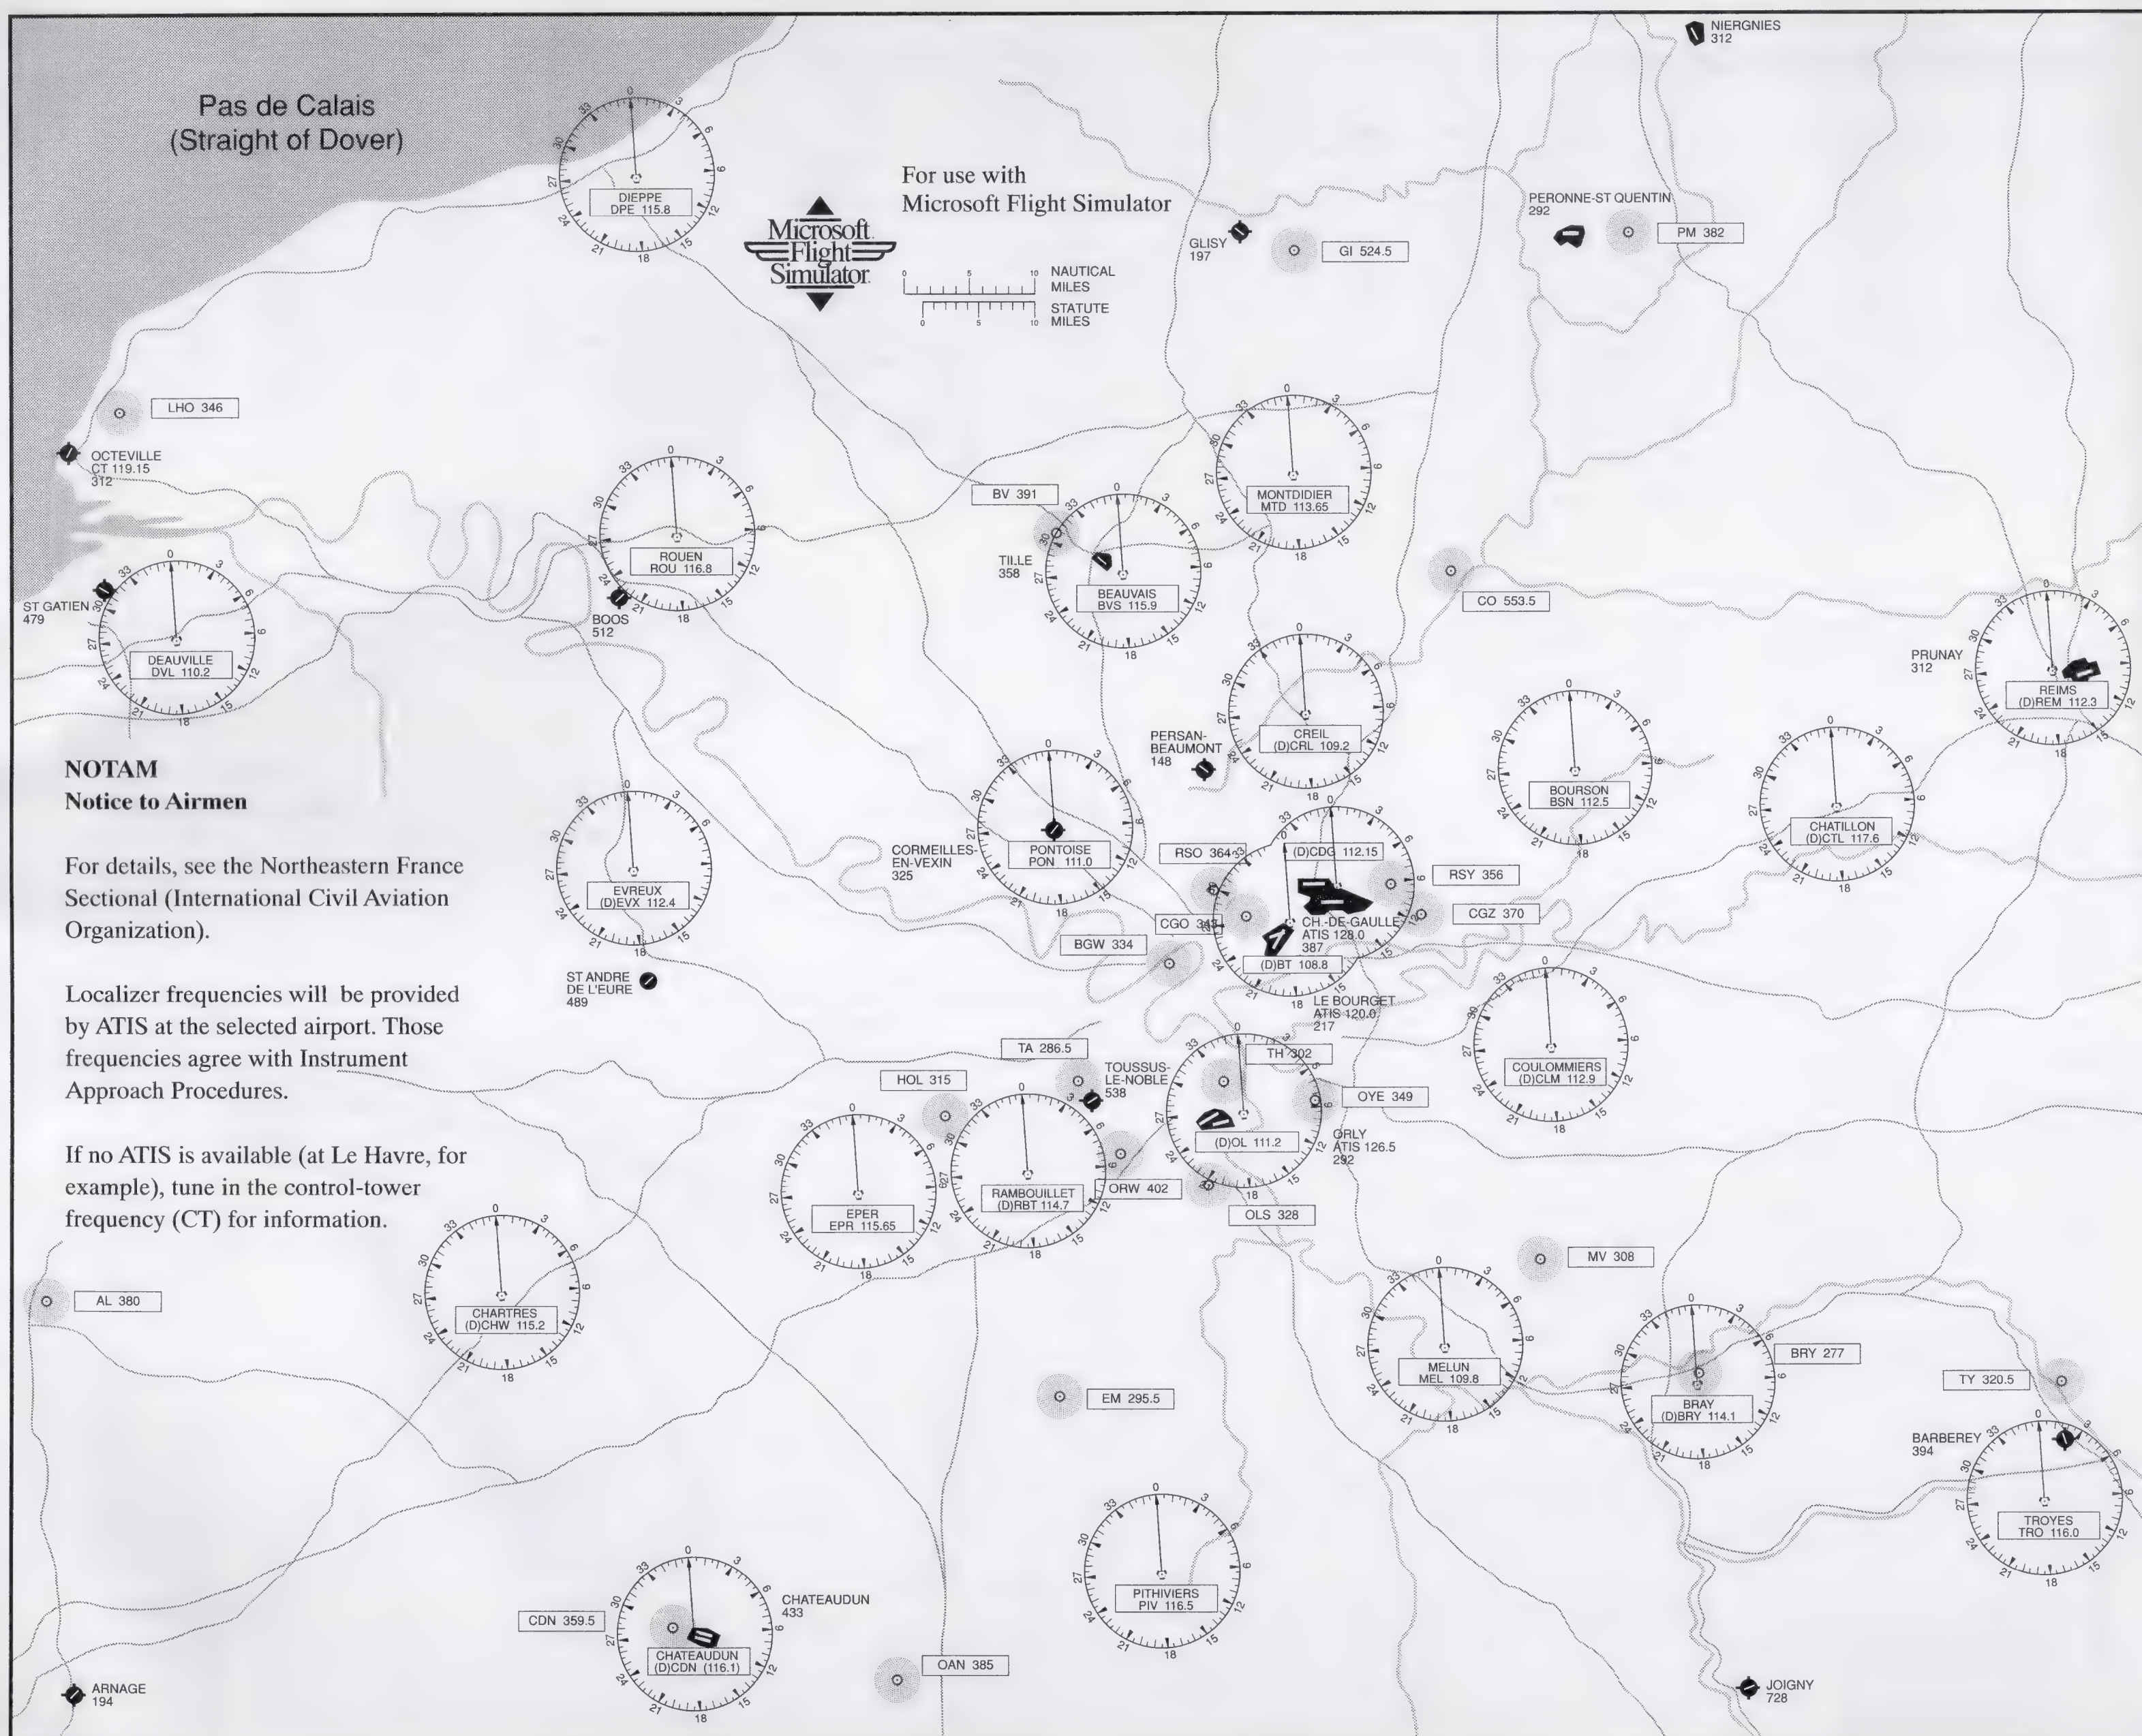 NIERGNIES
312
Pas de Calais
(Straight of Dover)
DIEPPE
DPE 115.8
For use with
Microsoft Flight Simulator
Microsoft
Flight
Simulator
0 5 10 NAUTICAL
MILES
STATUTE
0 5 10 MILES
GLISY
197
GI 524.5
PERONNE-ST QUENTIN
292
PM 382
LHO 346
OCTEVILLE
CT 119.15
312
ROUEN
ROU 116.8
BOOS
512
BV 391
TILLE
358
BEAUVAIS
BVS 115.9
MONTDIDIER
MTD 113.65
CO 553.5
ST GATIEN
479
DEAUVILLE
DVL 110.2
PRUNAY
312
REIMS
(D)REM 112.3
PERSAN-
BEAUMONT
148
CREIL
(D)CRL 109.2
BOURSON
BSN 112.5
CHATILLON
(D)CTL 117.6
NOTAM
Notice to Airmen
For details, see the Northeastern France
Sectional (International Civil Aviation
Organization).
Localizer frequencies will be provided
by ATIS at the selected airport. Those
frequencies agree with Instrument
Approach Procedures.
If no ATIS is available (at Le Havre, for
example), tune in the control-tower
frequency (CT) for information.
EVREUX
(D)EVX 112.4
ST ANDRE
DE L'EURE
489
CORMEILLES-
EN-VEXIN
325
PONTOISE
PON 111.0
RSO 364
(D)CDG 112.15
RSY 356
CGO 343
CGZ 370
BGW 334
CH.-DE-GAULLE
ATIS 128.0
387
(D)BT 108.8
LE BOURGET
ATIS 120.0
217
COULOMMIERS
(D)CLM 112.9
TA 286.5
TOUSSUS-
LE-NOBLE
538
TH 302
HOL 315
OYE 349
(D)OL 111.2
ORLY
ATIS 126.5
292
EPER
EPR 115.65
RAMBOUILLET
(D)RBT 114.7
ORW 402
OLS 328
AL 380
CHARTRES
(D)CHW 115.2
MV 308
MELUN
MEL 109.8
BRY 277
BRAY
(D)BRY 114.1
EM 295.5
TY 320.5
BARBEREY
394
TROYES
TRO 116.0
PITHIVIERS
PIV 116.5
CHATEAUDUN
433
CDN 359.5
CHATEAUDUN
(D)CDN (116.1)
OAN 385
ARNAGE
194
JOIGNY
728